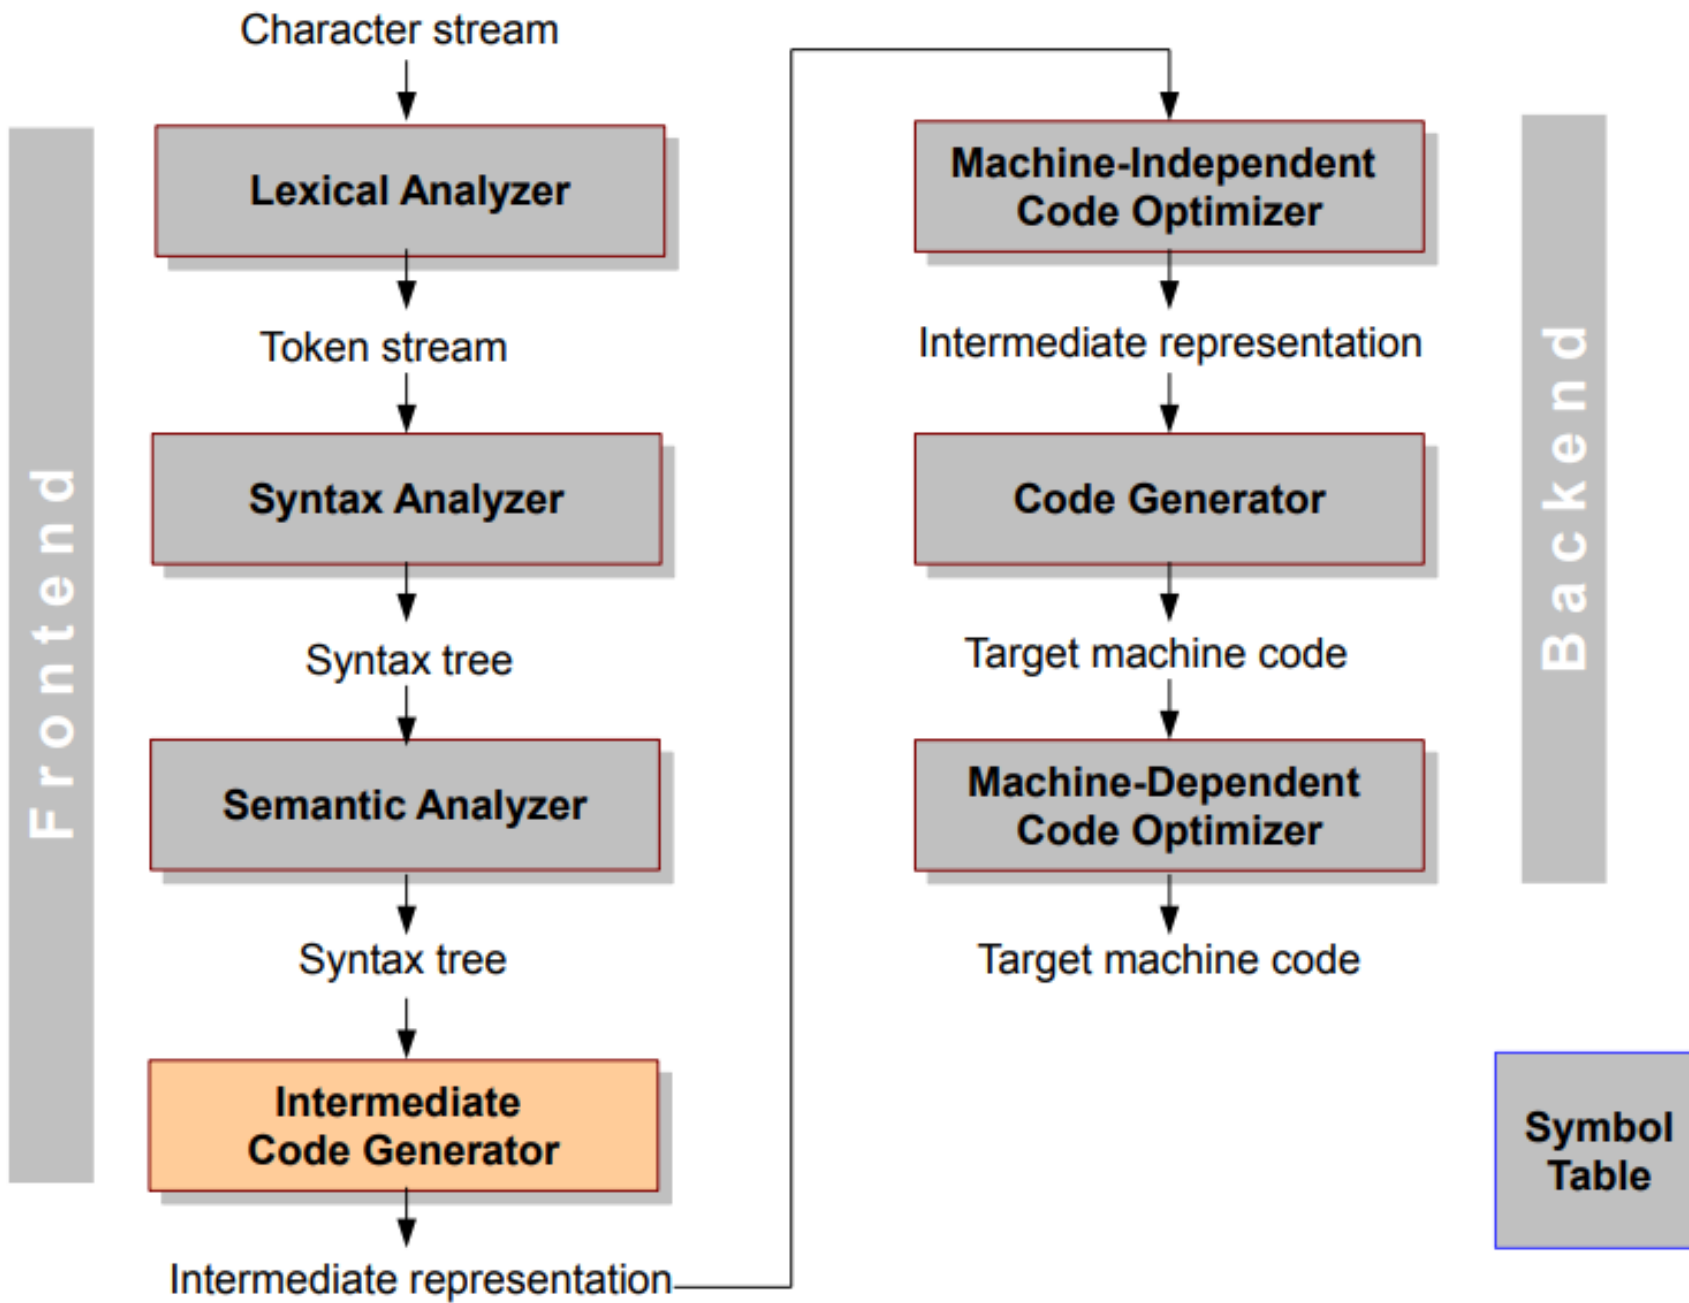 Character stream
Lexical Analyzer
Token stream
Syntax Analyzer
Syntax tree
Semantic Analyzer
Syntax tree
Intermediate
Code Generator
Intermediate representation
Frontend
Machine-Independent
Code Optimizer
Intermediate representation
Code Generator
Target machine code
Machine-Dependent
Code Optimizer
Target machine code
Backend
Symbol
Table